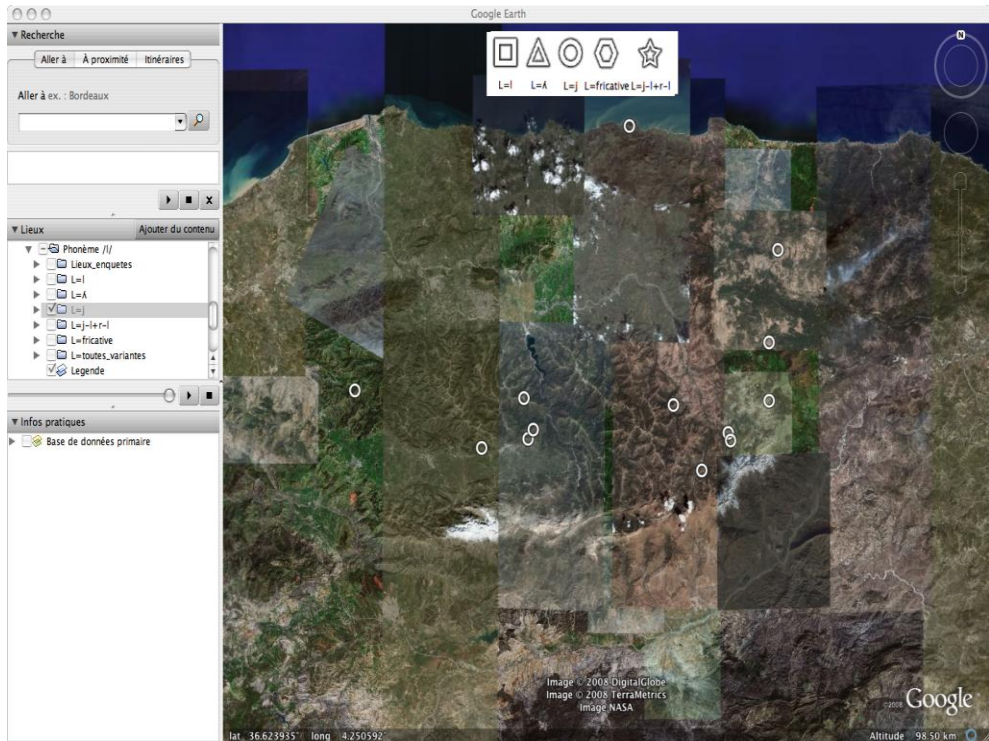 Google Earth
Recherche
Aller à À proximité Itinéraires
Aller à ex. : Bordeaux
Lieux Ajouter du contenu
Phonème /l/
Lieux_enquetes
L=l
L=ʎ
L=j
L=j-l+r-l
L=fricative
L=toutes_variantes
Legende
Infos pratiques
Base de données primaire
L=l L=ʎ L=j L=fricative L=j-l+r-l
N
Image © 2008 DigitalGlobe
Image © 2008 TerraMetrics
Image NASA
©2008 Google
lat 36.623935° long 4.250592°
Altitude 98.50 km